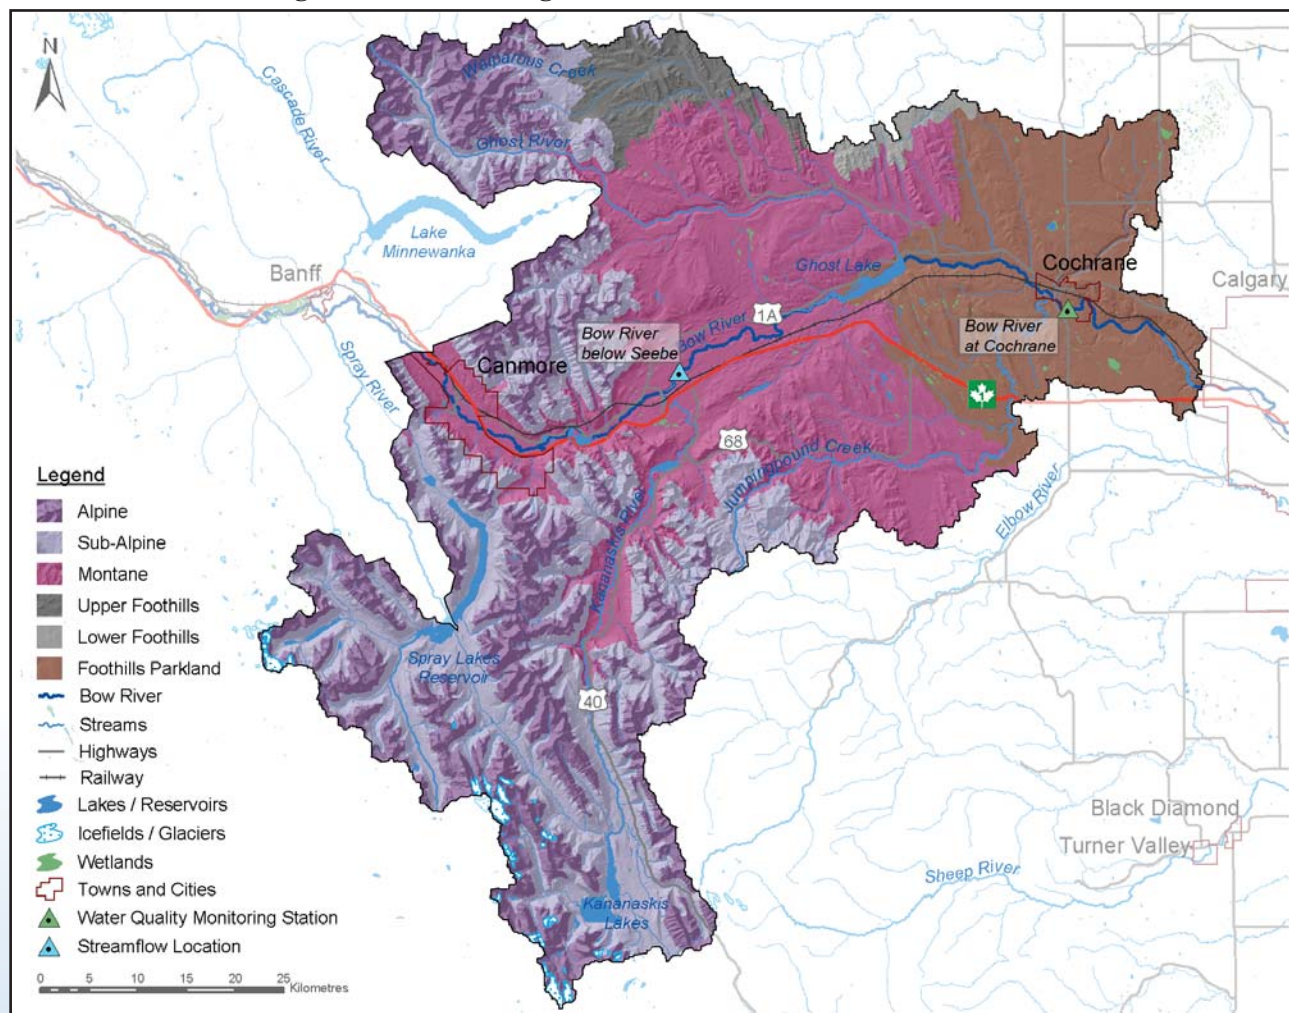 N
Waiparous Creek
Cascade River
Ghost River
Lake
Minnewanka
Banff
Ghost Lake
Cochrane
Calgary
1A
Bow River
Bow River
below Seebe
Bow River
at Cochrane
Canmore
Spray River
1
68
Jumpingpound Creek
Elbow River
Kananaskis River
Legend
Alpine
Sub-Alpine
Montane
Upper Foothills
Lower Foothills
Foothills Parkland
Bow River
Streams
Highways
Railway
Lakes / Reservoirs
Icefields / Glaciers
Wetlands
Towns and Cities
Water Quality Monitoring Station
Streamflow Location
0 5 10 15 20 25
Kilometres
Spray Lakes
Reservoir
40
Black Diamond
Turner Valley
Sheep River
Kananaskis
Lakes